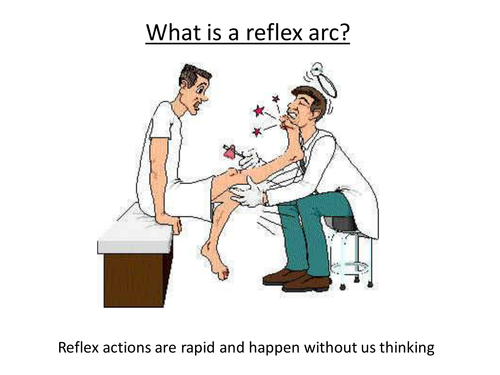 What is a reflex arc?
Reflex actions are rapid and happen without us thinking